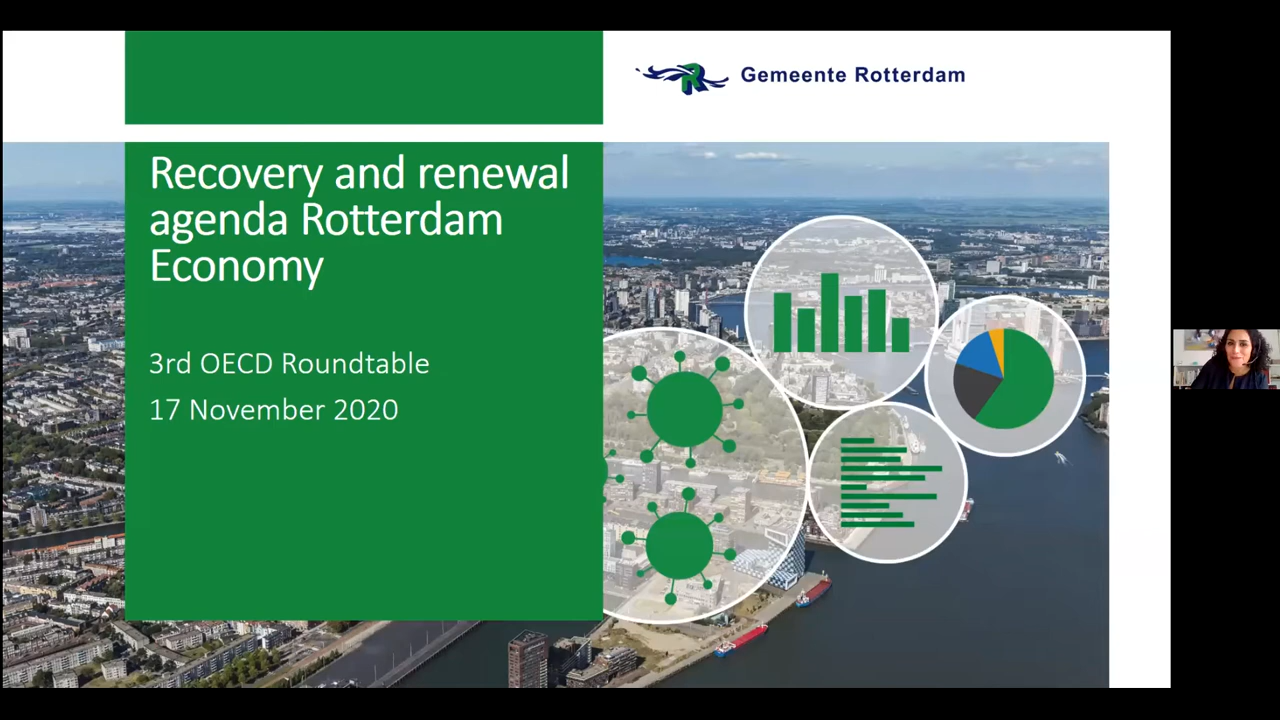 Gemeente Rotterdam
Recovery and renewal
agenda Rotterdam
Economy
3rd OECD Roundtable
17 November 2020